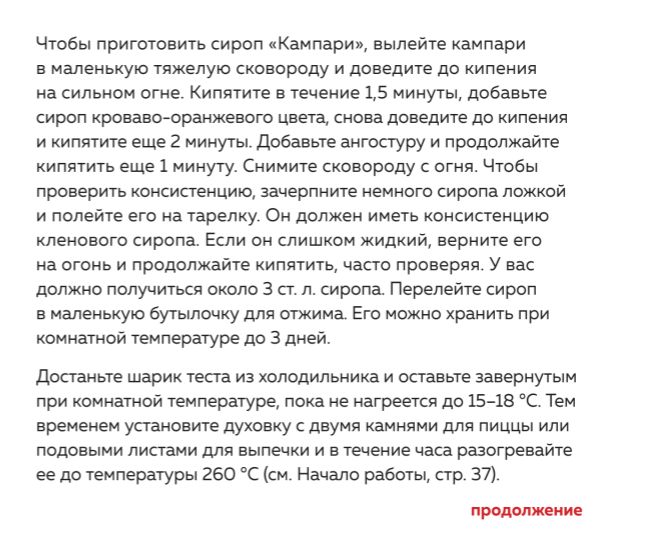 Чтобы приготовить сироп «Кампари», вылейте кампари
в маленькую тяжелую сковороду и доведите до кипения
на сильном огне. Кипятите в течение 1,5 минуты, добавьте
сироп кроваво-оранжевого цвета, снова доведите до кипения
и кипятите еще 2 минуты. Добавьте ангостуру и продолжайте
кипятить еще 1 минуту. Снимите сковороду с огня. Чтобы
проверить консистенцию, зачерпните немного сиропа ложкой
и полейте его на тарелку. Он должен иметь консистенцию
кленового сиропа. Если он слишком жидкий, верните его
на огонь и продолжайте кипятить, часто проверяя. У вас
должно получиться около 3 ст. л. сиропа. Перелейте сироп
в маленькую бутылочку для отжима. Его можно хранить при
комнатной температуре до 3 дней.
Достаньте шарик теста из холодильника и оставьте завернутым
при комнатной температуре, пока не нагреется до 15–18 °C. Тем
временем установите духовку с двумя камнями для пиццы или
подовыми листами для выпечки и в течение часа разогревайте
ее до температуры 260 °C (см. Начало работы, стр. 37).
продолжение